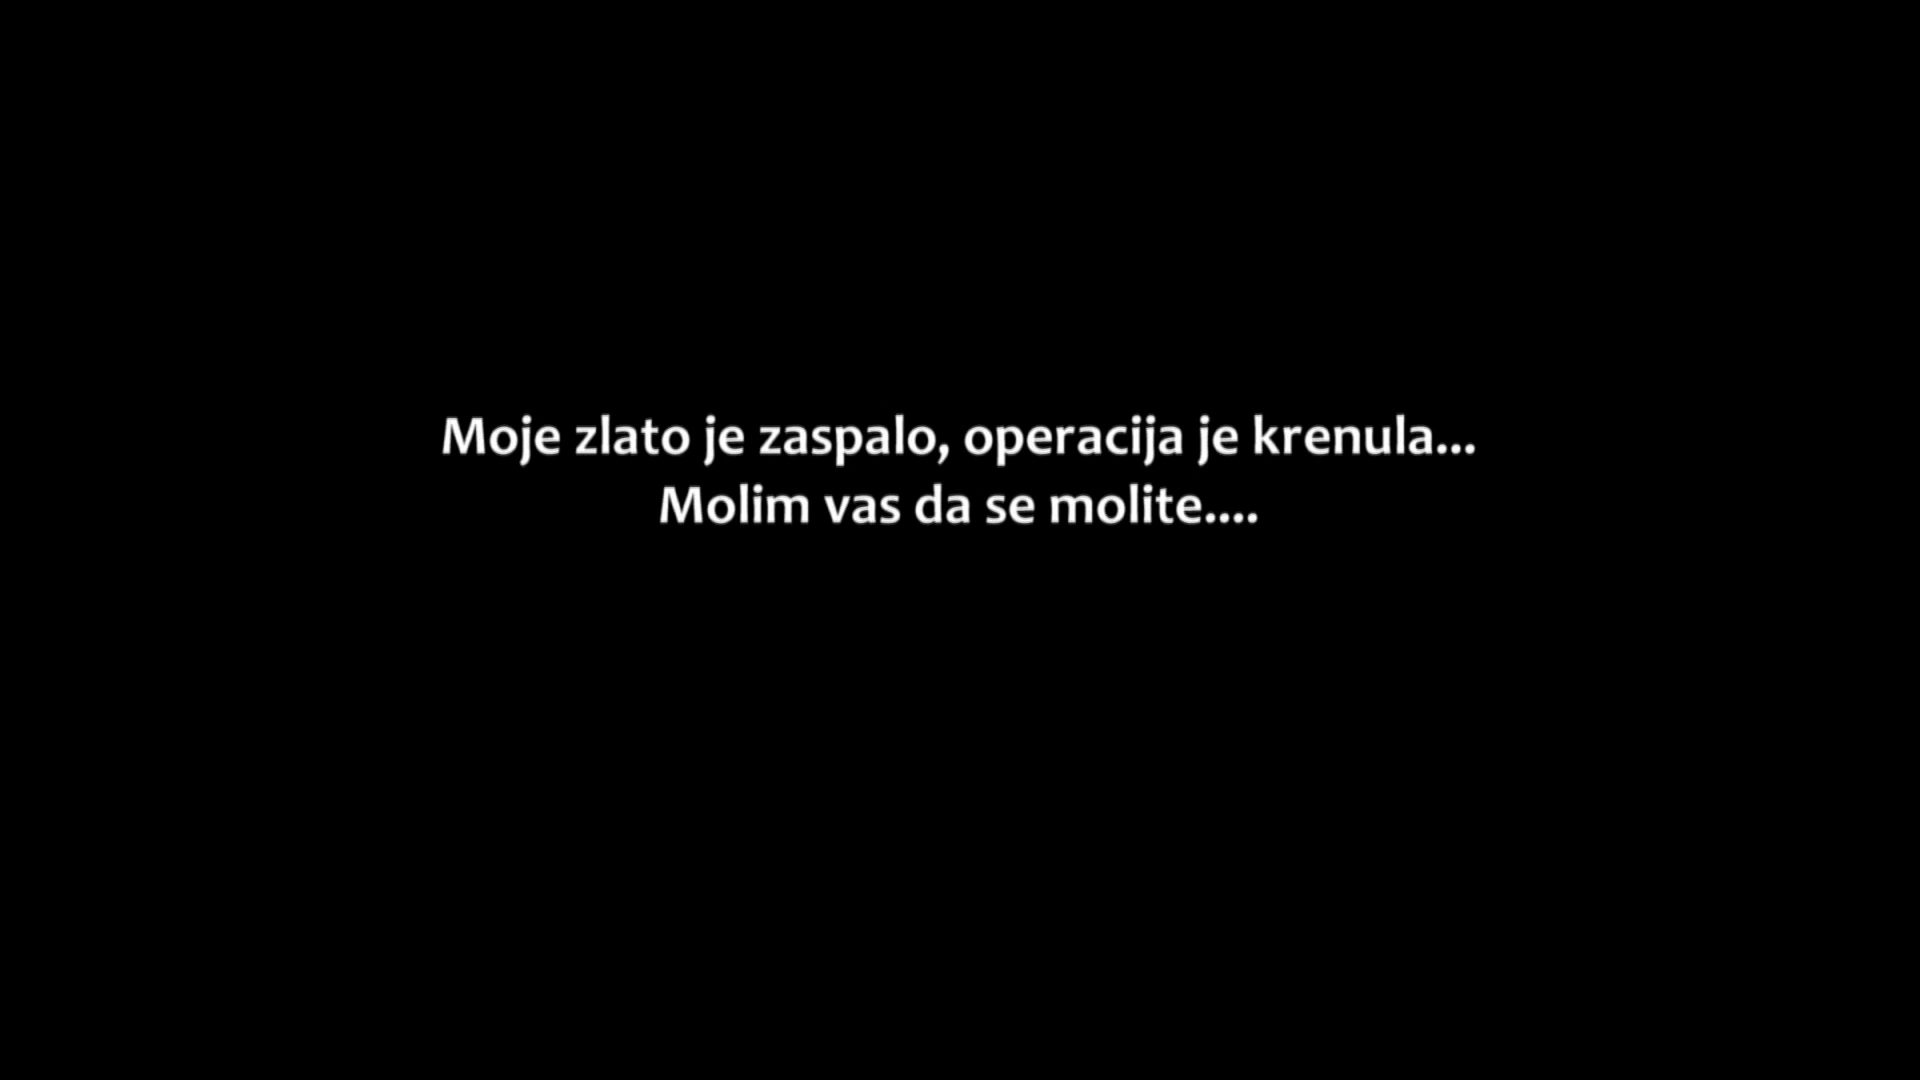 Moje zlato je zaspalo, operacija je krenula...
Molim vas da se molite....